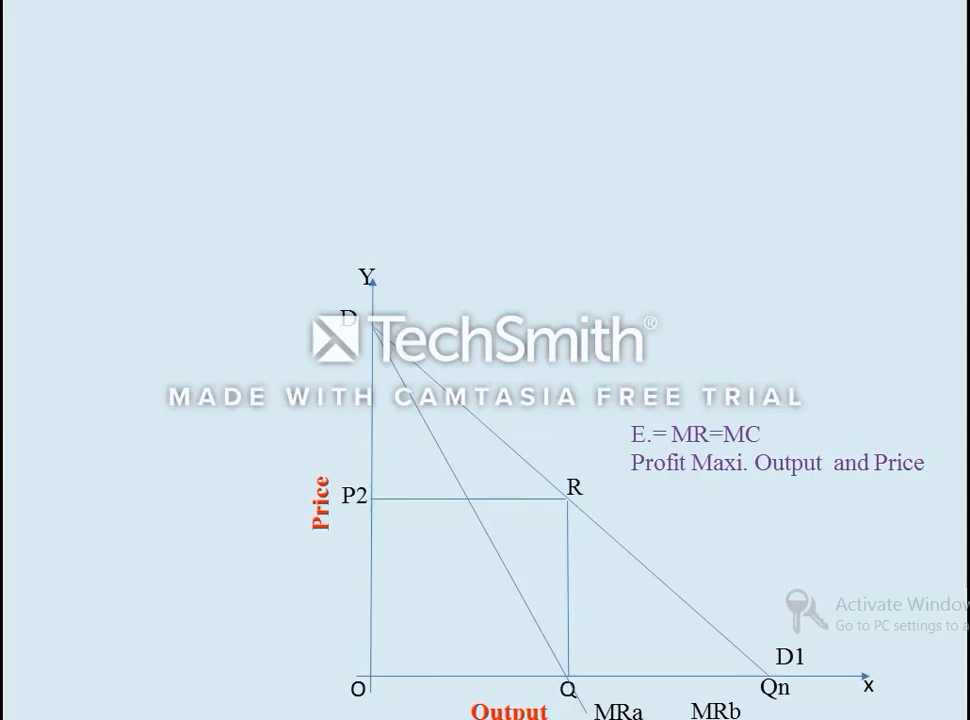 Y
D
TechSmith®
MADE WITH CAMTASIA FREE TRIAL
E.= MR=MC
Profit Maxi. Output and Price
R
P2
Price
Activate Window
Go to PC settings to a
D1
O
Q
Qn
x
Output
MRa
MRb